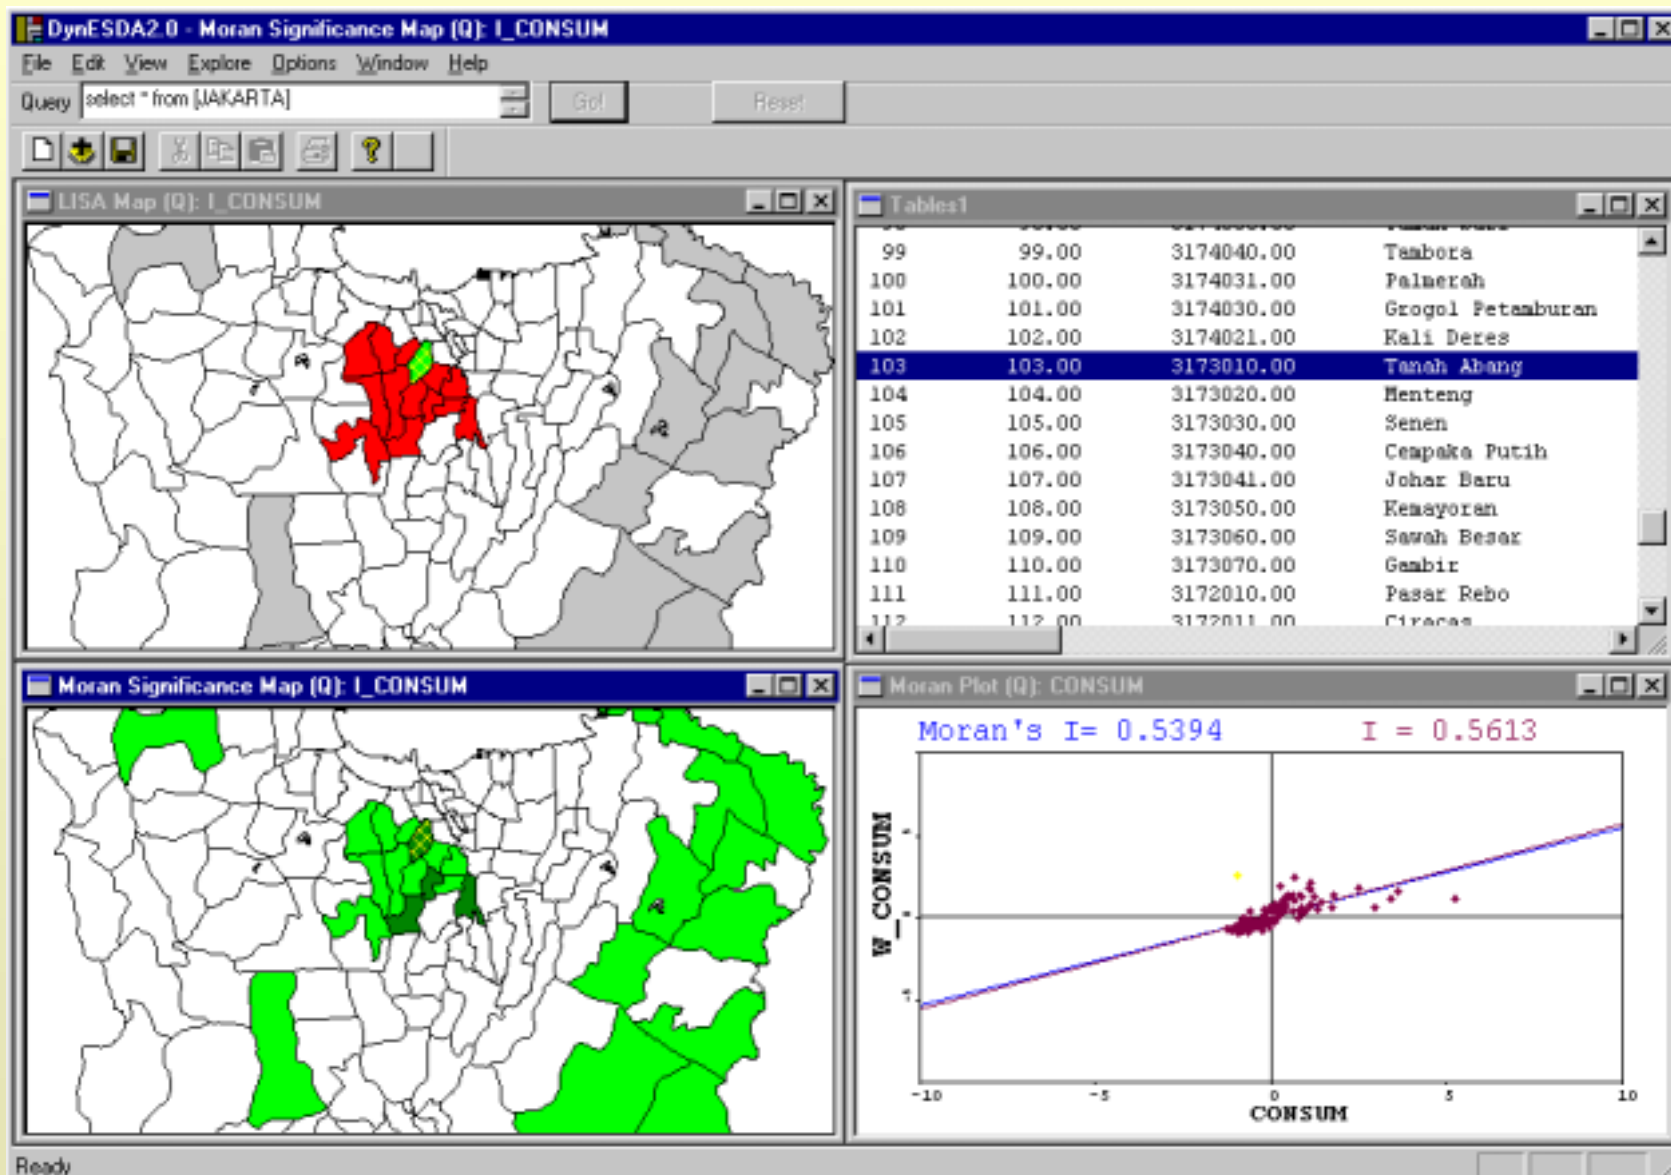 DynESDA2.0 - Moran Significance Map (Q): I_CONSUM
File Edit View Explore Options Window Help
Query select * from [JAKARTA] Go! Reset
LISA Map (Q): I_CONSUM
Tables1
99 99.00 3174040.00 Tambora
100 100.00 3174031.00 Palmerah
101 101.00 3174030.00 Grogol Petamburan
102 102.00 3174021.00 Kali Deres
103 103.00 3173010.00 Tanah Abang
104 104.00 3173020.00 Menteng
105 105.00 3173030.00 Senen
106 106.00 3173040.00 Cempaka Putih
107 107.00 3173041.00 Johar Baru
108 108.00 3173050.00 Kemayoran
109 109.00 3173060.00 Sawah Besar
110 110.00 3173070.00 Gambir
111 111.00 3172010.00 Pasar Rebo
112 112.00 3172011.00 Ciracas
Moran Significance Map (Q): I_CONSUM
Moran Plot (Q): CONSUM
Moran's I= 0.5394 I = 0.5613
W_CONSUM
-10 -5 0 5 10
CONSUM
Ready